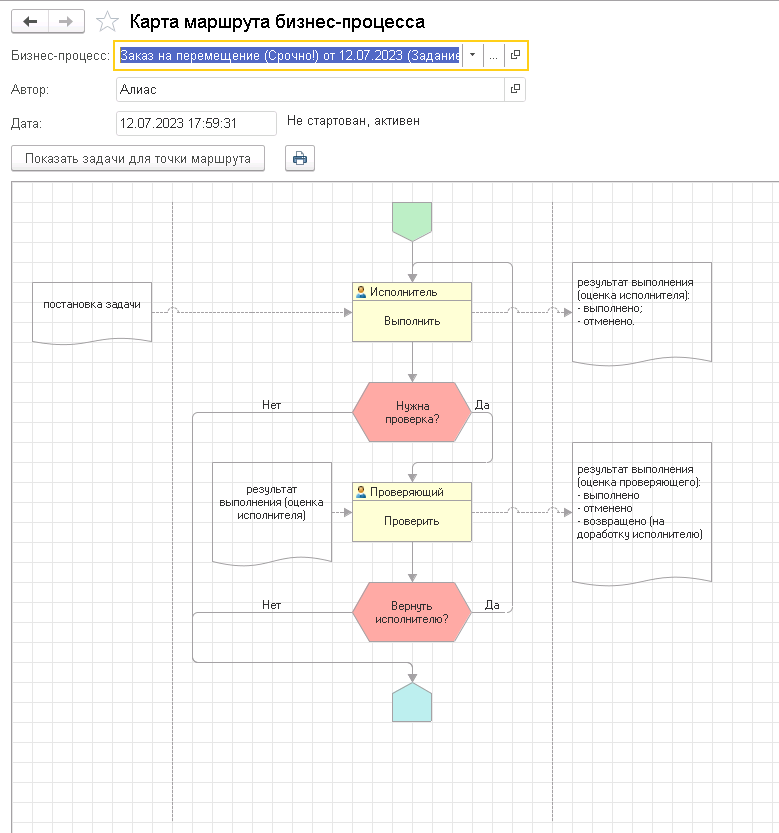 Карта маршрута бизнес-процесса
Бизнес-процесс: Заказ на перемещение (Срочно!) от 12.07.2023 (Задание ...
Автор: Алиас
Дата: 12.07.2023 17:59:31 Не стартован, активен
Показать задачи для точки маршрута
постановка задачи
Исполнитель
Выполнить
результат выполнения
(оценка исполнителя):
- выполнено;
- отменено.
Нет
Нужна
проверка?
Да
результат
выполнения (оценка
исполнителя)
Проверяющий
Проверить
результат выполнения
(оценка проверяющего):
- выполнено
- отменено
- возвращено (на
доработку исполнителю)
Нет
Вернуть
исполнителю?
Да